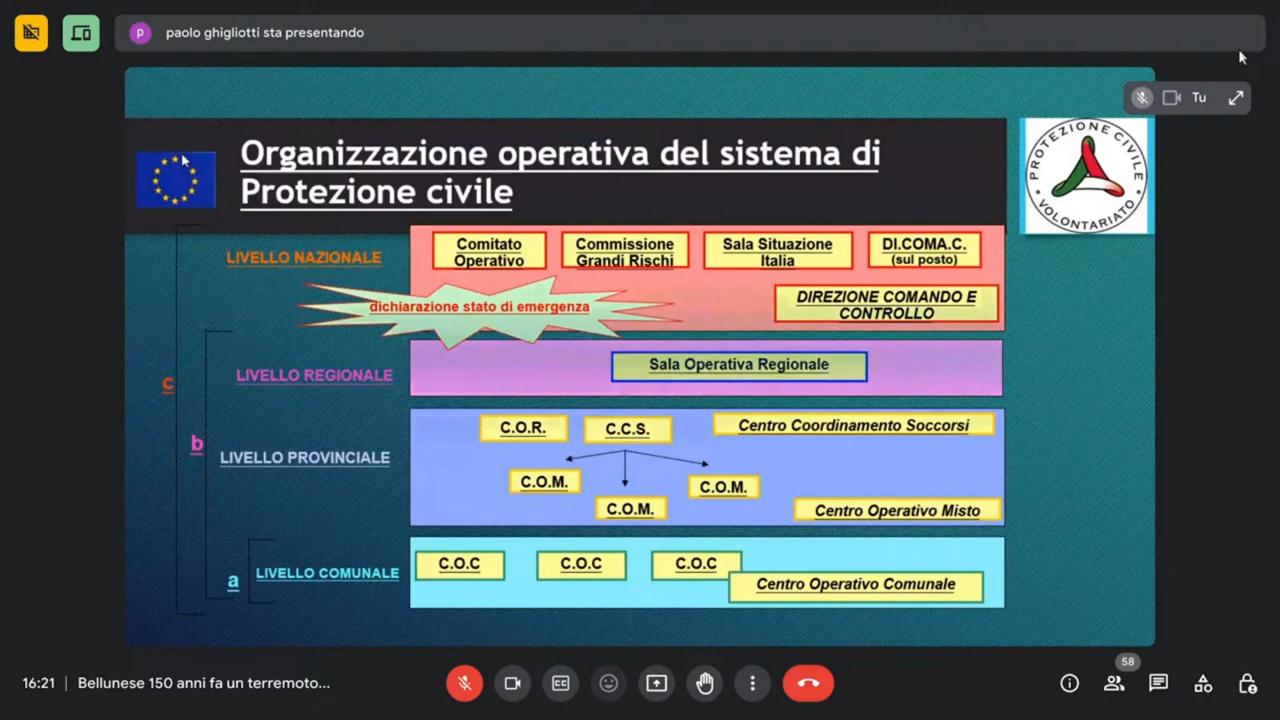 p paolo ghigliotti sta presentando
Tu
Organizzazione operativa del sistema di
Protezione civile
PROTEZIONE CIVILE
VOLONTARIATO
LIVELLO NAZIONALE
Comitato
Operativo
Commissione
Grandi Rischi
Sala Situazione
Italia
DI.COMA.C.
(sul posto)
dichiarazione stato di emergenza
DIREZIONE COMANDO E
CONTROLLO
c
LIVELLO REGIONALE
Sala Operativa Regionale
b
LIVELLO PROVINCIALE
C.O.R.
C.C.S.
Centro Coordinamento Soccorsi
C.O.M.
C.O.M.
C.O.M.
Centro Operativo Misto
a
LIVELLO COMUNALE
C.O.C
C.O.C
C.O.C
Centro Operativo Comunale
16:21 | Bellunese 150 anni fa un terremoto...
CC
58